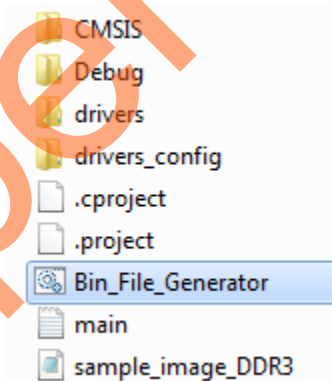 CMSIS
Debug
drivers
drivers_config
.cproject
.project
Bin_File_Generator
main
sample_image_DDR3